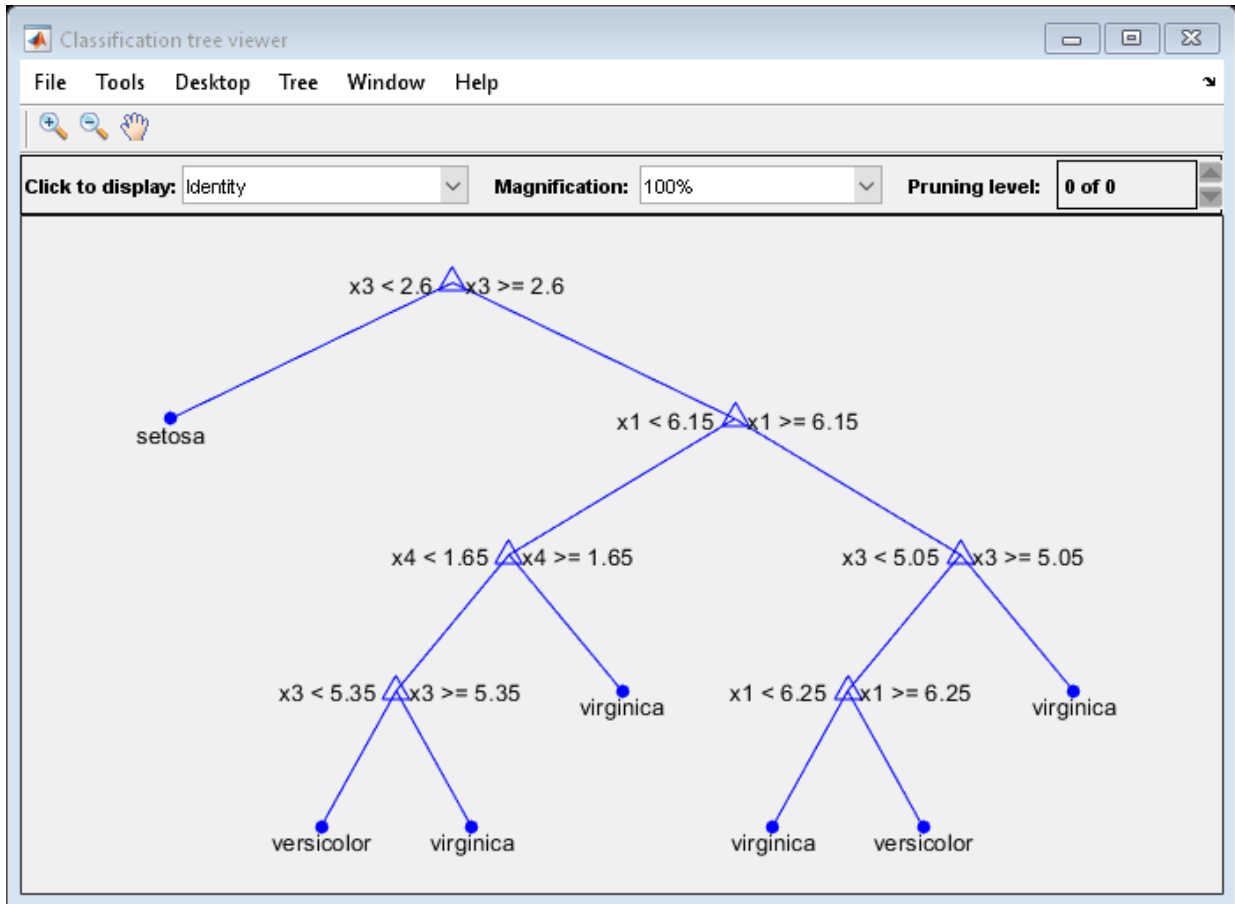 Classification tree viewer
File Tools Desktop Tree Window Help
Click to display: Identity Magnification: 100% Pruning level: 0 of 0
x3 < 2.6 x3 >= 2.6
setosa
x1 < 6.15 x1 >= 6.15
x4 < 1.65 x4 >= 1.65 x3 < 5.05 x3 >= 5.05
x3 < 5.35 x3 >= 5.35 virginica x1 < 6.25 x1 >= 6.25 virginica
versicolor virginica virginica versicolor